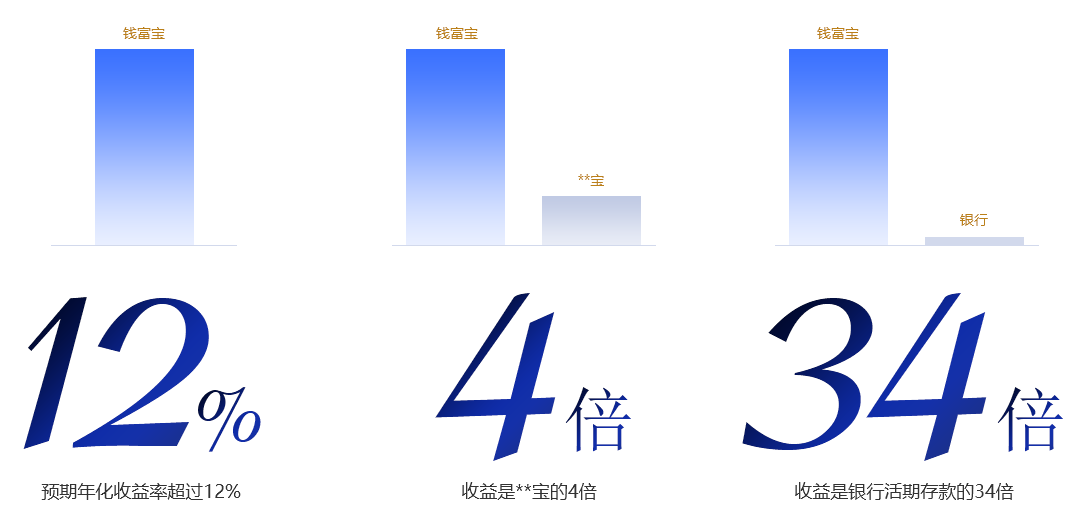 钱富宝
钱富宝
**宝
钱富宝
银行
12%
4倍
34倍
预期年化收益率超过12%
收益是**宝的4倍
收益是银行活期存款的34倍